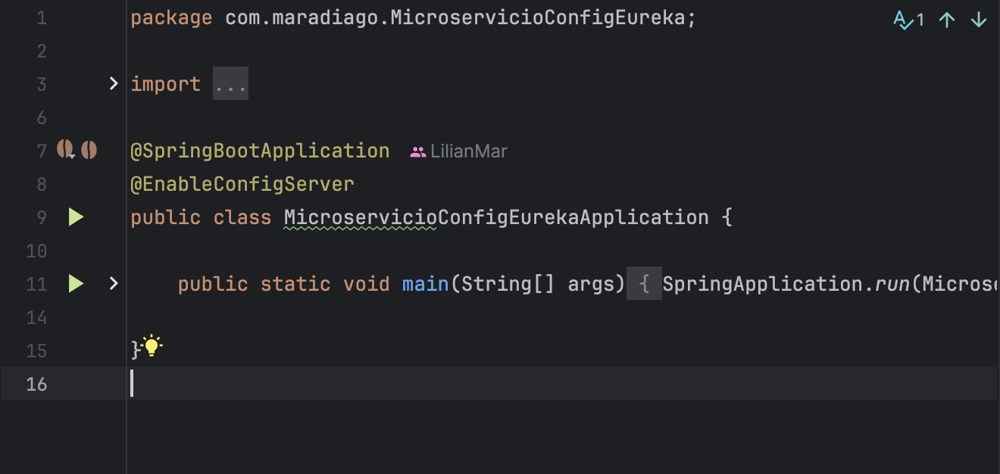 1 package com.maradiago.MicroservicioConfigEureka; 1
2
3 import ...
6
7 @SpringBootApplication LilianMar
8 @EnableConfigServer
9 public class MicroservicioConfigEurekaApplication {
10
11 public static void main(String[] args) { SpringApplication.run(Microse
14
15 }
16